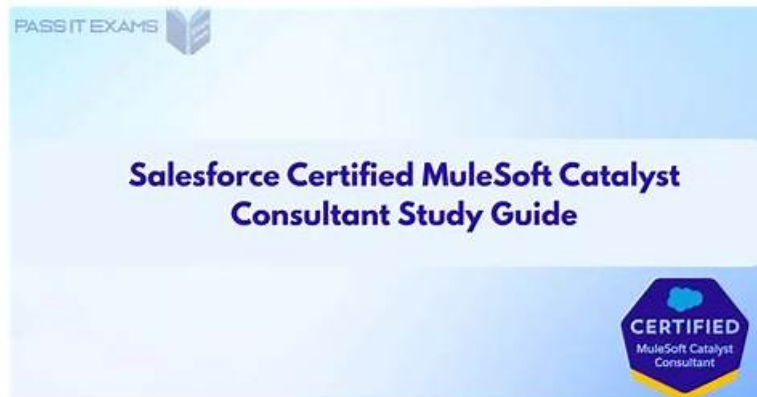 PASS IT EXAMS
Salesforce Certified MuleSoft Catalyst
Consultant Study Guide
CERTIFIED
MuleSoft Catalyst
Consultant